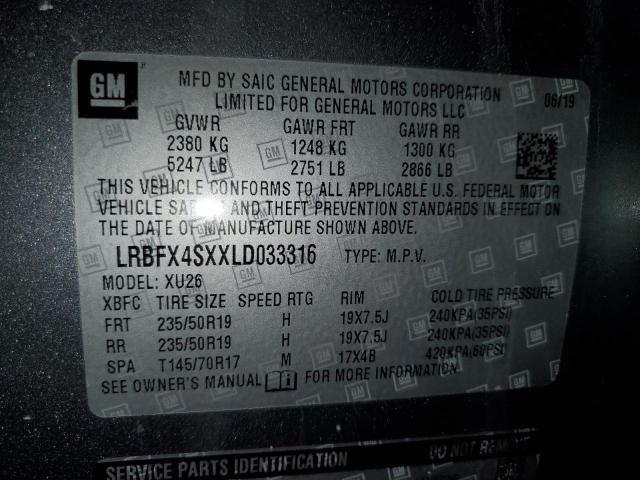 GM
MFD BY SAIC GENERAL MOTORS CORPORATION
LIMITED FOR GENERAL MOTORS LLC 06/19
GVWR GAWR FRT GAWR RR
2380 KG 1248 KG 1300 KG
5247 LB 2751 LB 2866 LB
THIS VEHICLE CONFORMS TO ALL APPLICABLE U.S. FEDERAL MOTOR
VEHICLE AND THEFT PREVENTION STANDARDS IN EFFECT ON
THE DATE OF MANUFACTURE SHOWN ABOVE.
LRBFX4SXXLD033316 TYPE: M.P.V.
MODEL: XU26
XBFC TIRE SIZE SPEED RTG RIM COLD TIRE PRESSURE
FRT 235/50R19 H 19X7.5J 240KPA(35PSI)
RR 235/50R19 H 19X7.5J 240KPA(35PSI)
SPA T145/70R17 M 17X4B 420KPA(60PSI)
SEE OWNER'S MANUAL FOR MORE INFORMATION.
SERVICE PARTS IDENTIFICATION DO NOT REMOVE